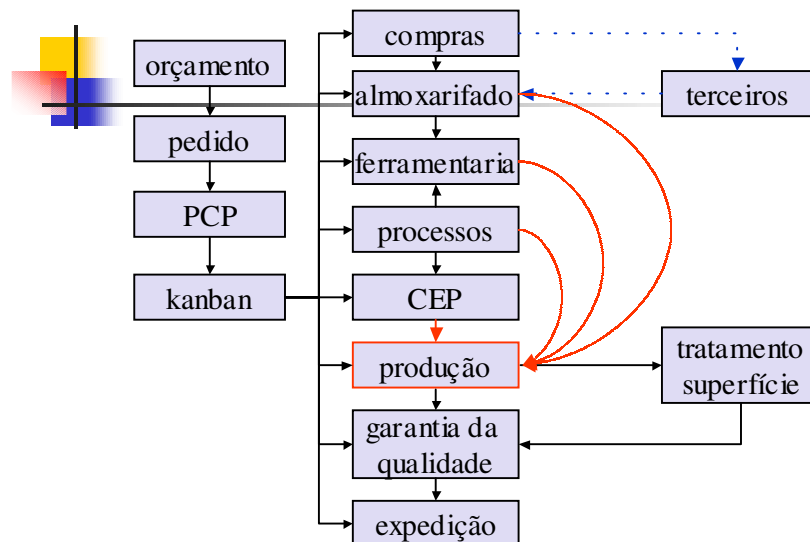 compras
orçamento
almoxarifado
terceiros
pedido
ferramentaria
PCP
processos
kanban
CEP
produção
tratamento
superfície
garantia da
qualidade
expedição